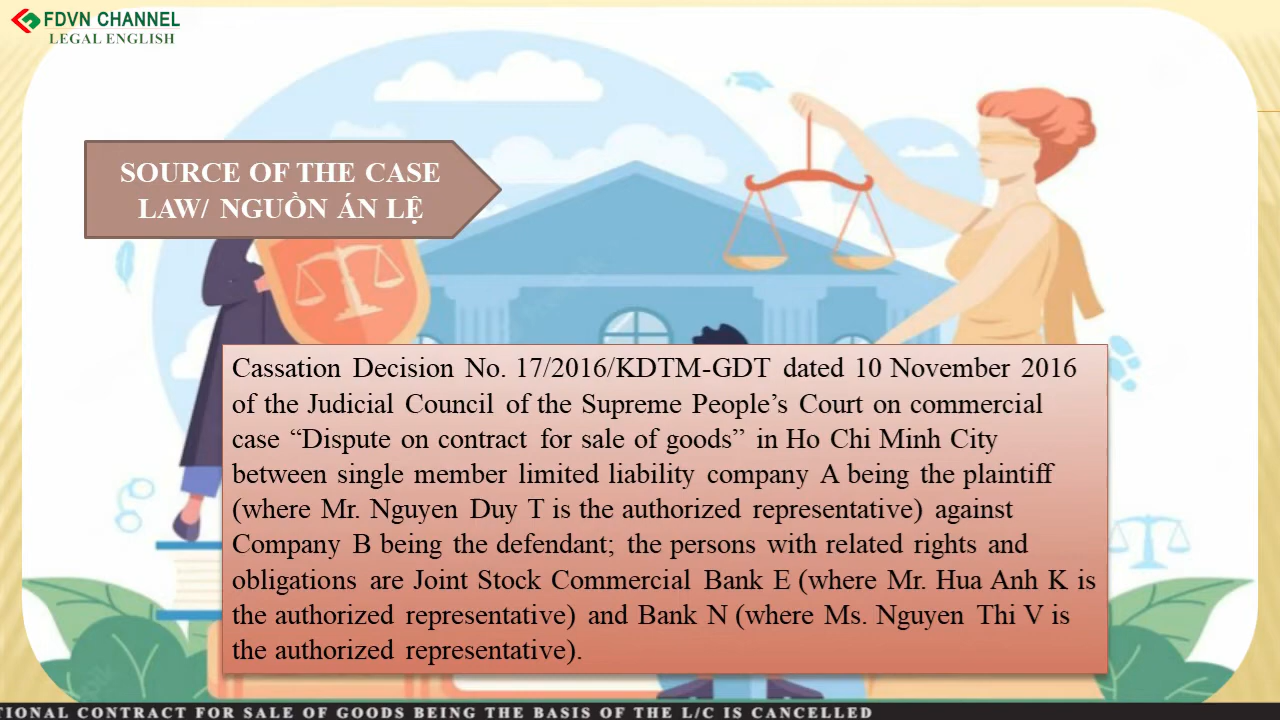 FDVN CHANNEL
LEGAL ENGLISH
SOURCE OF THE CASE
LAW/ NGUỒN ÁN LỆ
Cassation Decision No. 17/2016/KDTM-GDT dated 10 November 2016
of the Judicial Council of the Supreme People’s Court on commercial
case “Dispute on contract for sale of goods” in Ho Chi Minh City
between single member limited liability company A being the plaintiff
(where Mr. Nguyen Duy T is the authorized representative) against
Company B being the defendant; the persons with related rights and
obligations are Joint Stock Commercial Bank E (where Mr. Hua Anh K is
the authorized representative) and Bank N (where Ms. Nguyen Thi V is
the authorized representative).
TIONAL CONTRACT FOR SALE OF GOODS BEING THE BASIS OF THE L/C IS CANCELLED